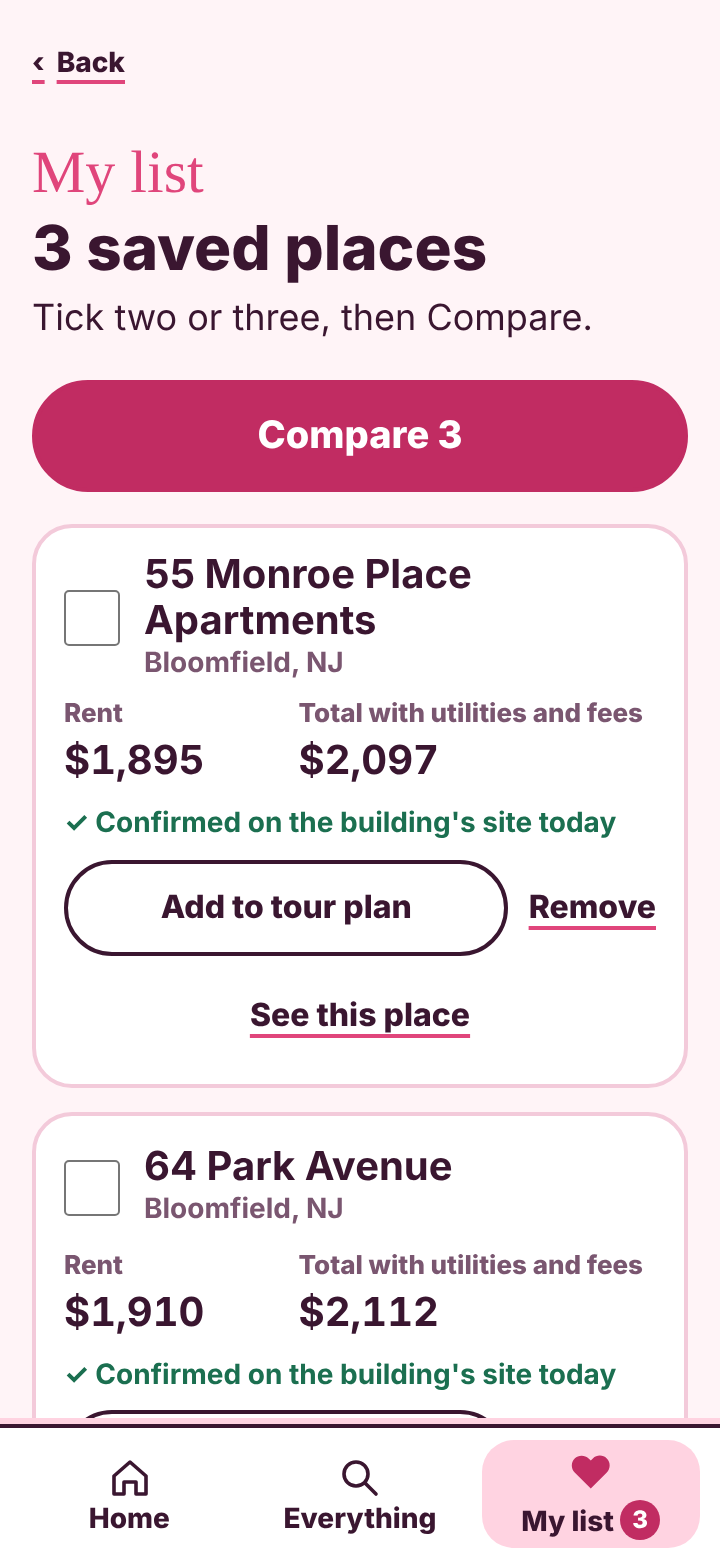 ‹ Back
My list
3 saved places
Tick two or three, then Compare.
Compare 3
55 Monroe Place
Apartments
Bloomfield, NJ
Rent Total with utilities and fees
$1,895 $2,097
✓ Confirmed on the building's site today
Add to tour plan Remove
See this place
64 Park Avenue
Bloomfield, NJ
Rent Total with utilities and fees
$1,910 $2,112
✓ Confirmed on the building's site today
Home Everything My list 3